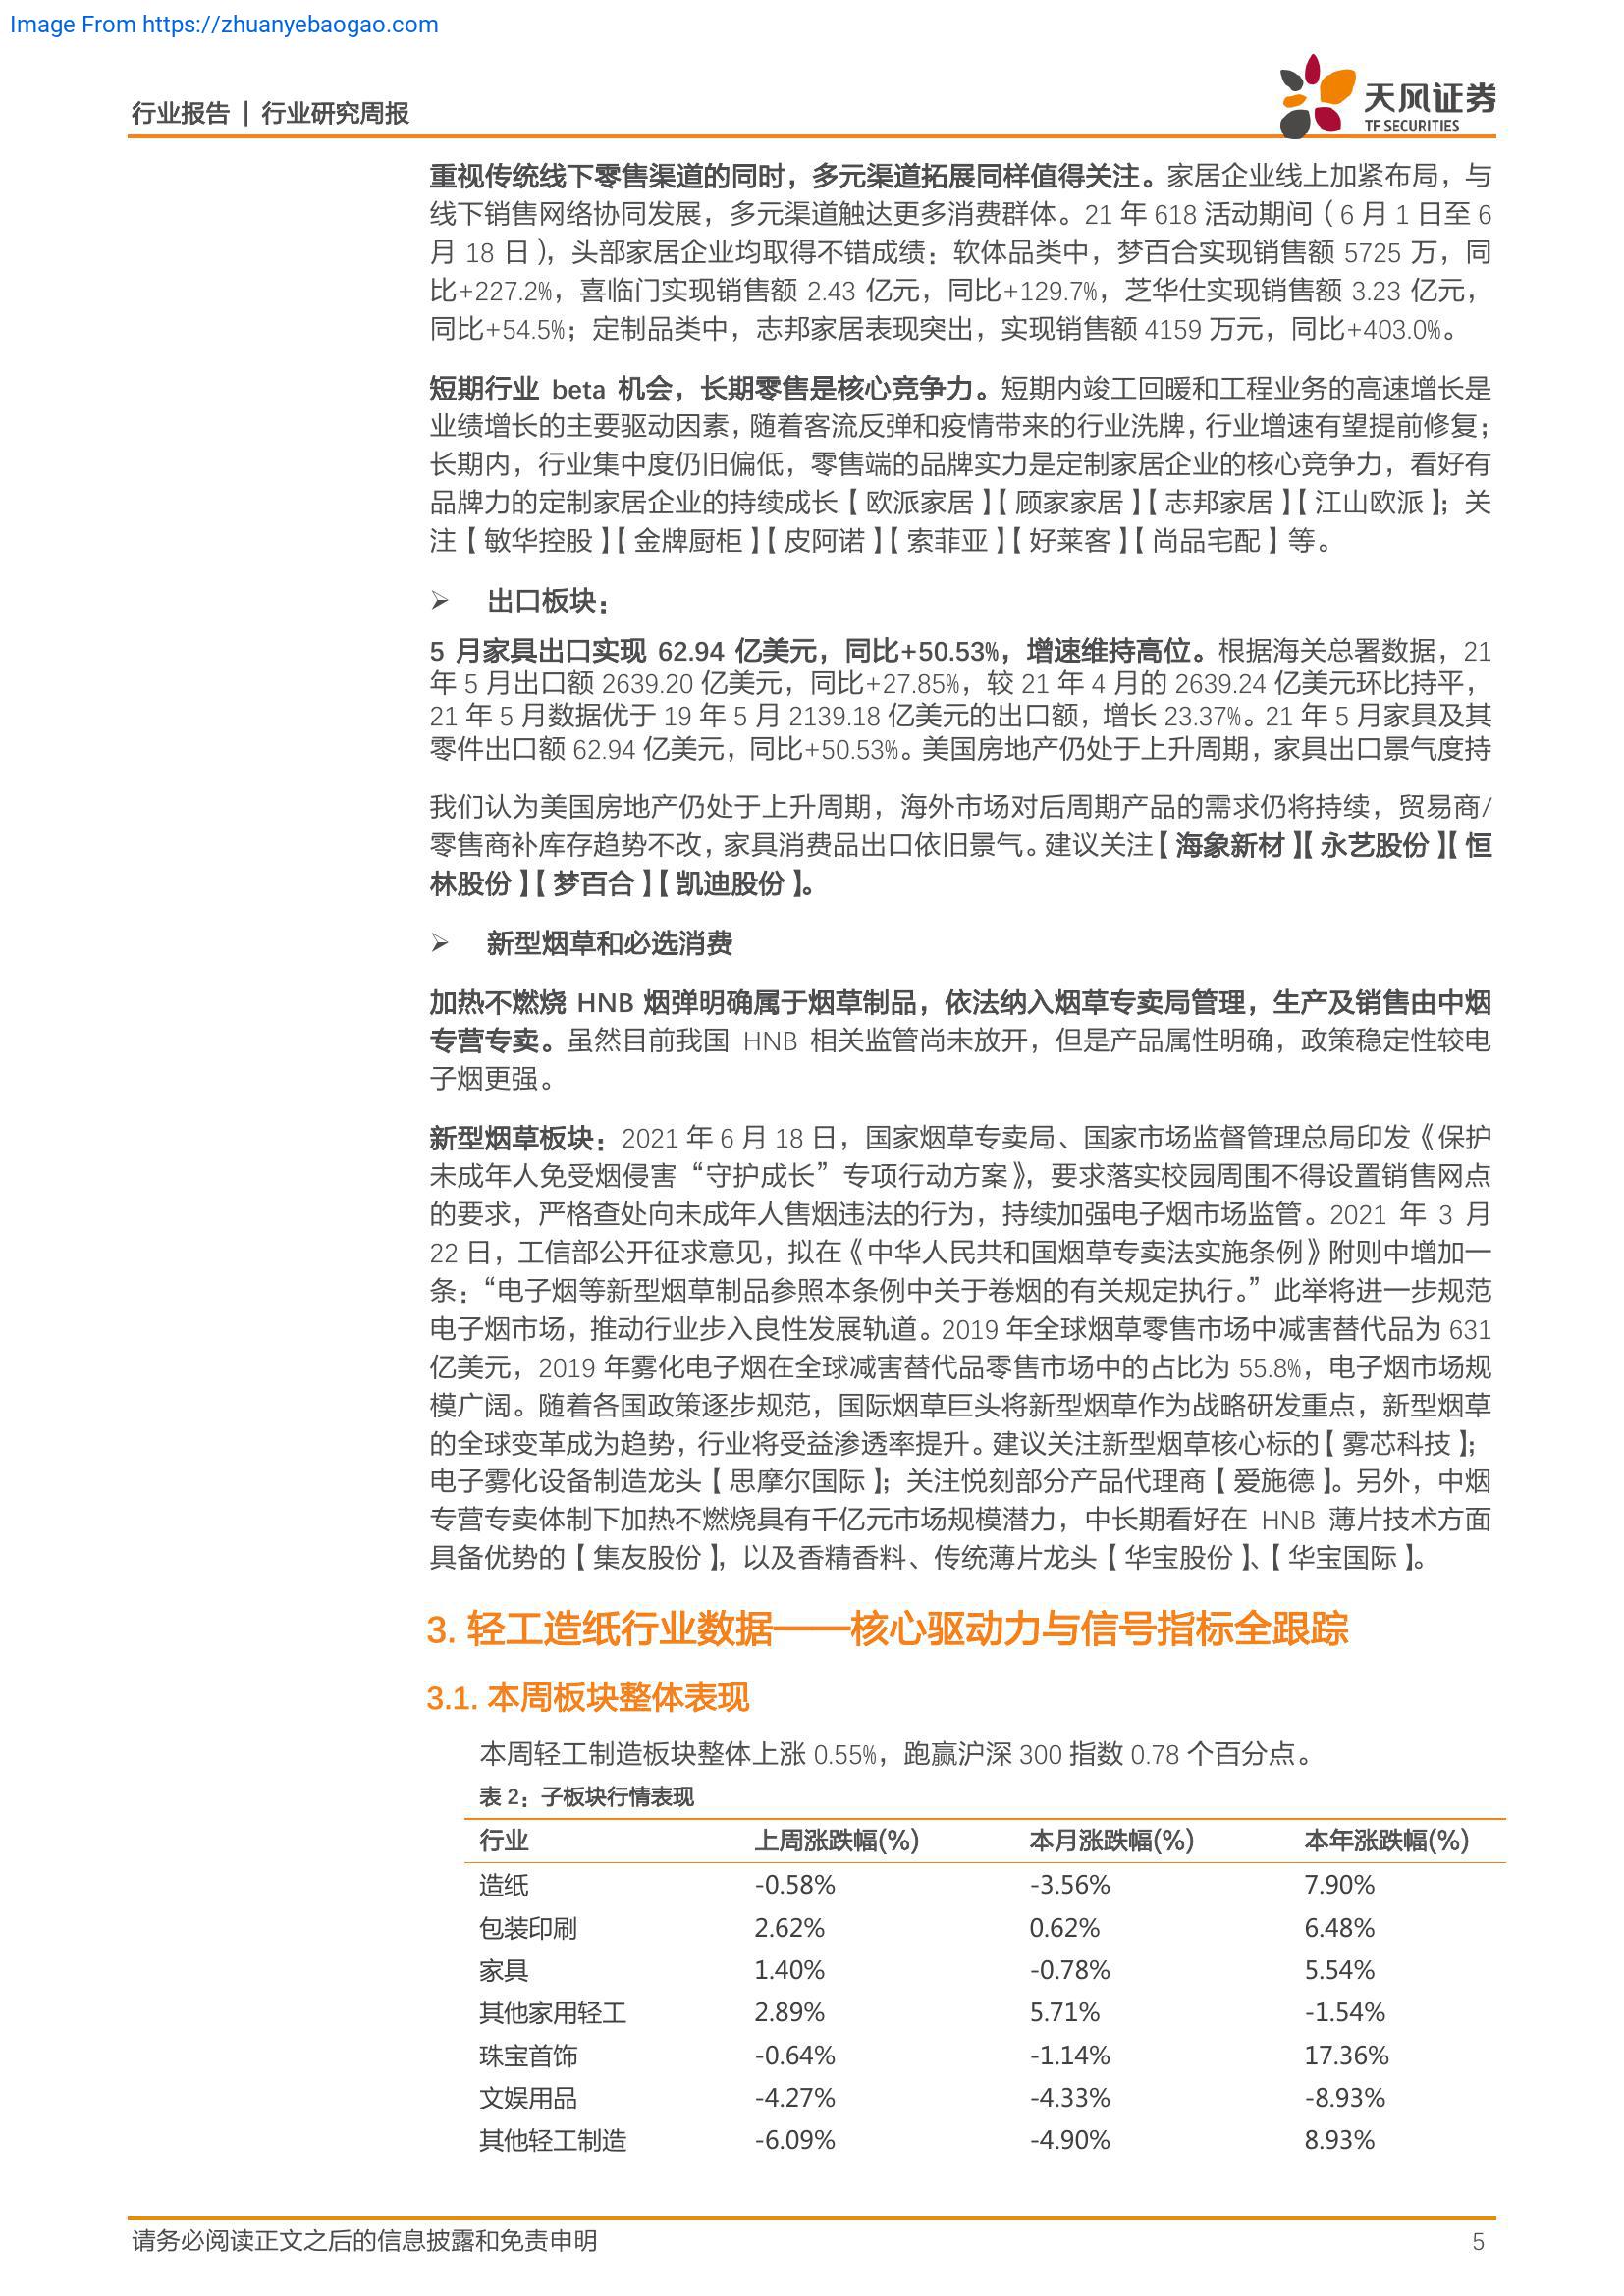 Image From https://zhuanyebaogao.com
行业报告 | 行业研究周报
天风证券
TF SECURITIES
重视传统线下零售渠道的同时，多元渠道拓展同样值得关注。家居企业线上加紧布局，与
线下销售网络协同发展，多元渠道触达更多消费群体。21 年 618 活动期间（6 月 1 日至 6
月 18 日），头部家居企业均取得不错成绩：软体品类中，梦百合实现销售额 5725 万，同
比+227.2%，喜临门实现销售额 2.43 亿元，同比+129.7%，芝华仕实现销售额 3.23 亿元，
同比+54.5%；定制品类中，志邦家居表现突出，实现销售额 4159 万元，同比+403.0%。
短期行业 beta 机会，长期零售是核心竞争力。短期内竣工回暖和工程业务的高速增长是
业绩增长的主要驱动因素，随着客流反弹和疫情带来的行业洗牌，行业增速有望提前修复；
长期内，行业集中度仍旧偏低，零售端的品牌实力是定制家居企业的核心竞争力，看好有
品牌力的定制家居企业的持续成长【欧派家居】【顾家家居】【志邦家居】【江山欧派】；关
注【敏华控股】【金牌厨柜】【皮阿诺】【索菲亚】【好莱客】【尚品宅配】等。
➢ 出口板块：
5 月家具出口实现 62.94 亿美元，同比+50.53%，增速维持高位。根据海关总署数据，21
年 5 月出口额 2639.20 亿美元，同比+27.85%，较 21 年 4 月的 2639.24 亿美元环比持平，
21 年 5 月数据优于 19 年 5 月 2139.18 亿美元的出口额，增长 23.37%。21 年 5 月家具及其
零件出口额 62.94 亿美元，同比+50.53%。美国房地产仍处于上升周期，家具出口景气度持
我们认为美国房地产仍处于上升周期，海外市场对后周期产品的需求仍将持续，贸易商/
零售商补库存趋势不改，家具消费品出口依旧景气。建议关注【海象新材】【永艺股份】【恒
林股份】【梦百合】【凯迪股份】。
➢ 新型烟草和必选消费
加热不燃烧 HNB 烟弹明确属于烟草制品，依法纳入烟草专卖局管理，生产及销售由中烟
专营专卖。虽然目前我国 HNB 相关监管尚未放开，但是产品属性明确，政策稳定性较电
子烟更强。
新型烟草板块：2021 年 6 月 18 日，国家烟草专卖局、国家市场监督管理总局印发《保护
未成年人免受烟侵害“守护成长”专项行动方案》，要求落实校园周围不得设置销售网点
的要求，严格查处向未成年人售烟违法的行为，持续加强电子烟市场监管。2021 年 3 月
22 日，工信部公开征求意见，拟在《中华人民共和国烟草专卖法实施条例》附则中增加一
条：“电子烟等新型烟草制品参照本条例中关于卷烟的有关规定执行。”此举将进一步规范
电子烟市场，推动行业步入良性发展轨道。2019 年全球烟草零售市场中减害替代品为 631
亿美元，2019 年雾化电子烟在全球减害替代品零售市场中的占比为 55.8%，电子烟市场规
模广阔。随着各国政策逐步规范，国际烟草巨头将新型烟草作为战略研发重点，新型烟草
的全球变革成为趋势，行业将受益渗透率提升。建议关注新型烟草核心标的【雾芯科技】；
电子雾化设备制造龙头【思摩尔国际】；关注悦刻部分产品代理商【爱施德】。另外，中烟
专营专卖体制下加热不燃烧具有千亿元市场规模潜力，中长期看好在 HNB 薄片技术方面
具备优势的【集友股份】，以及香精香料、传统薄片龙头【华宝股份】、【华宝国际】。
3. 轻工造纸行业数据——核心驱动力与信号指标全跟踪
3.1. 本周板块整体表现
本周轻工制造板块整体上涨 0.55%，跑赢沪深 300 指数 0.78 个百分点。
表 2：子板块行情表现
行业 上周涨跌幅(%) 本月涨跌幅(%) 本年涨跌幅(%)
造纸 -0.58% -3.56% 7.90%
包装印刷 2.62% 0.62% 6.48%
家具 1.40% -0.78% 5.54%
其他家用轻工 2.89% 5.71% -1.54%
珠宝首饰 -0.64% -1.14% 17.36%
文娱用品 -4.27% -4.33% -8.93%
其他轻工制造 -6.09% -4.90% 8.93%
请务必阅读正文之后的信息披露和免责申明 5